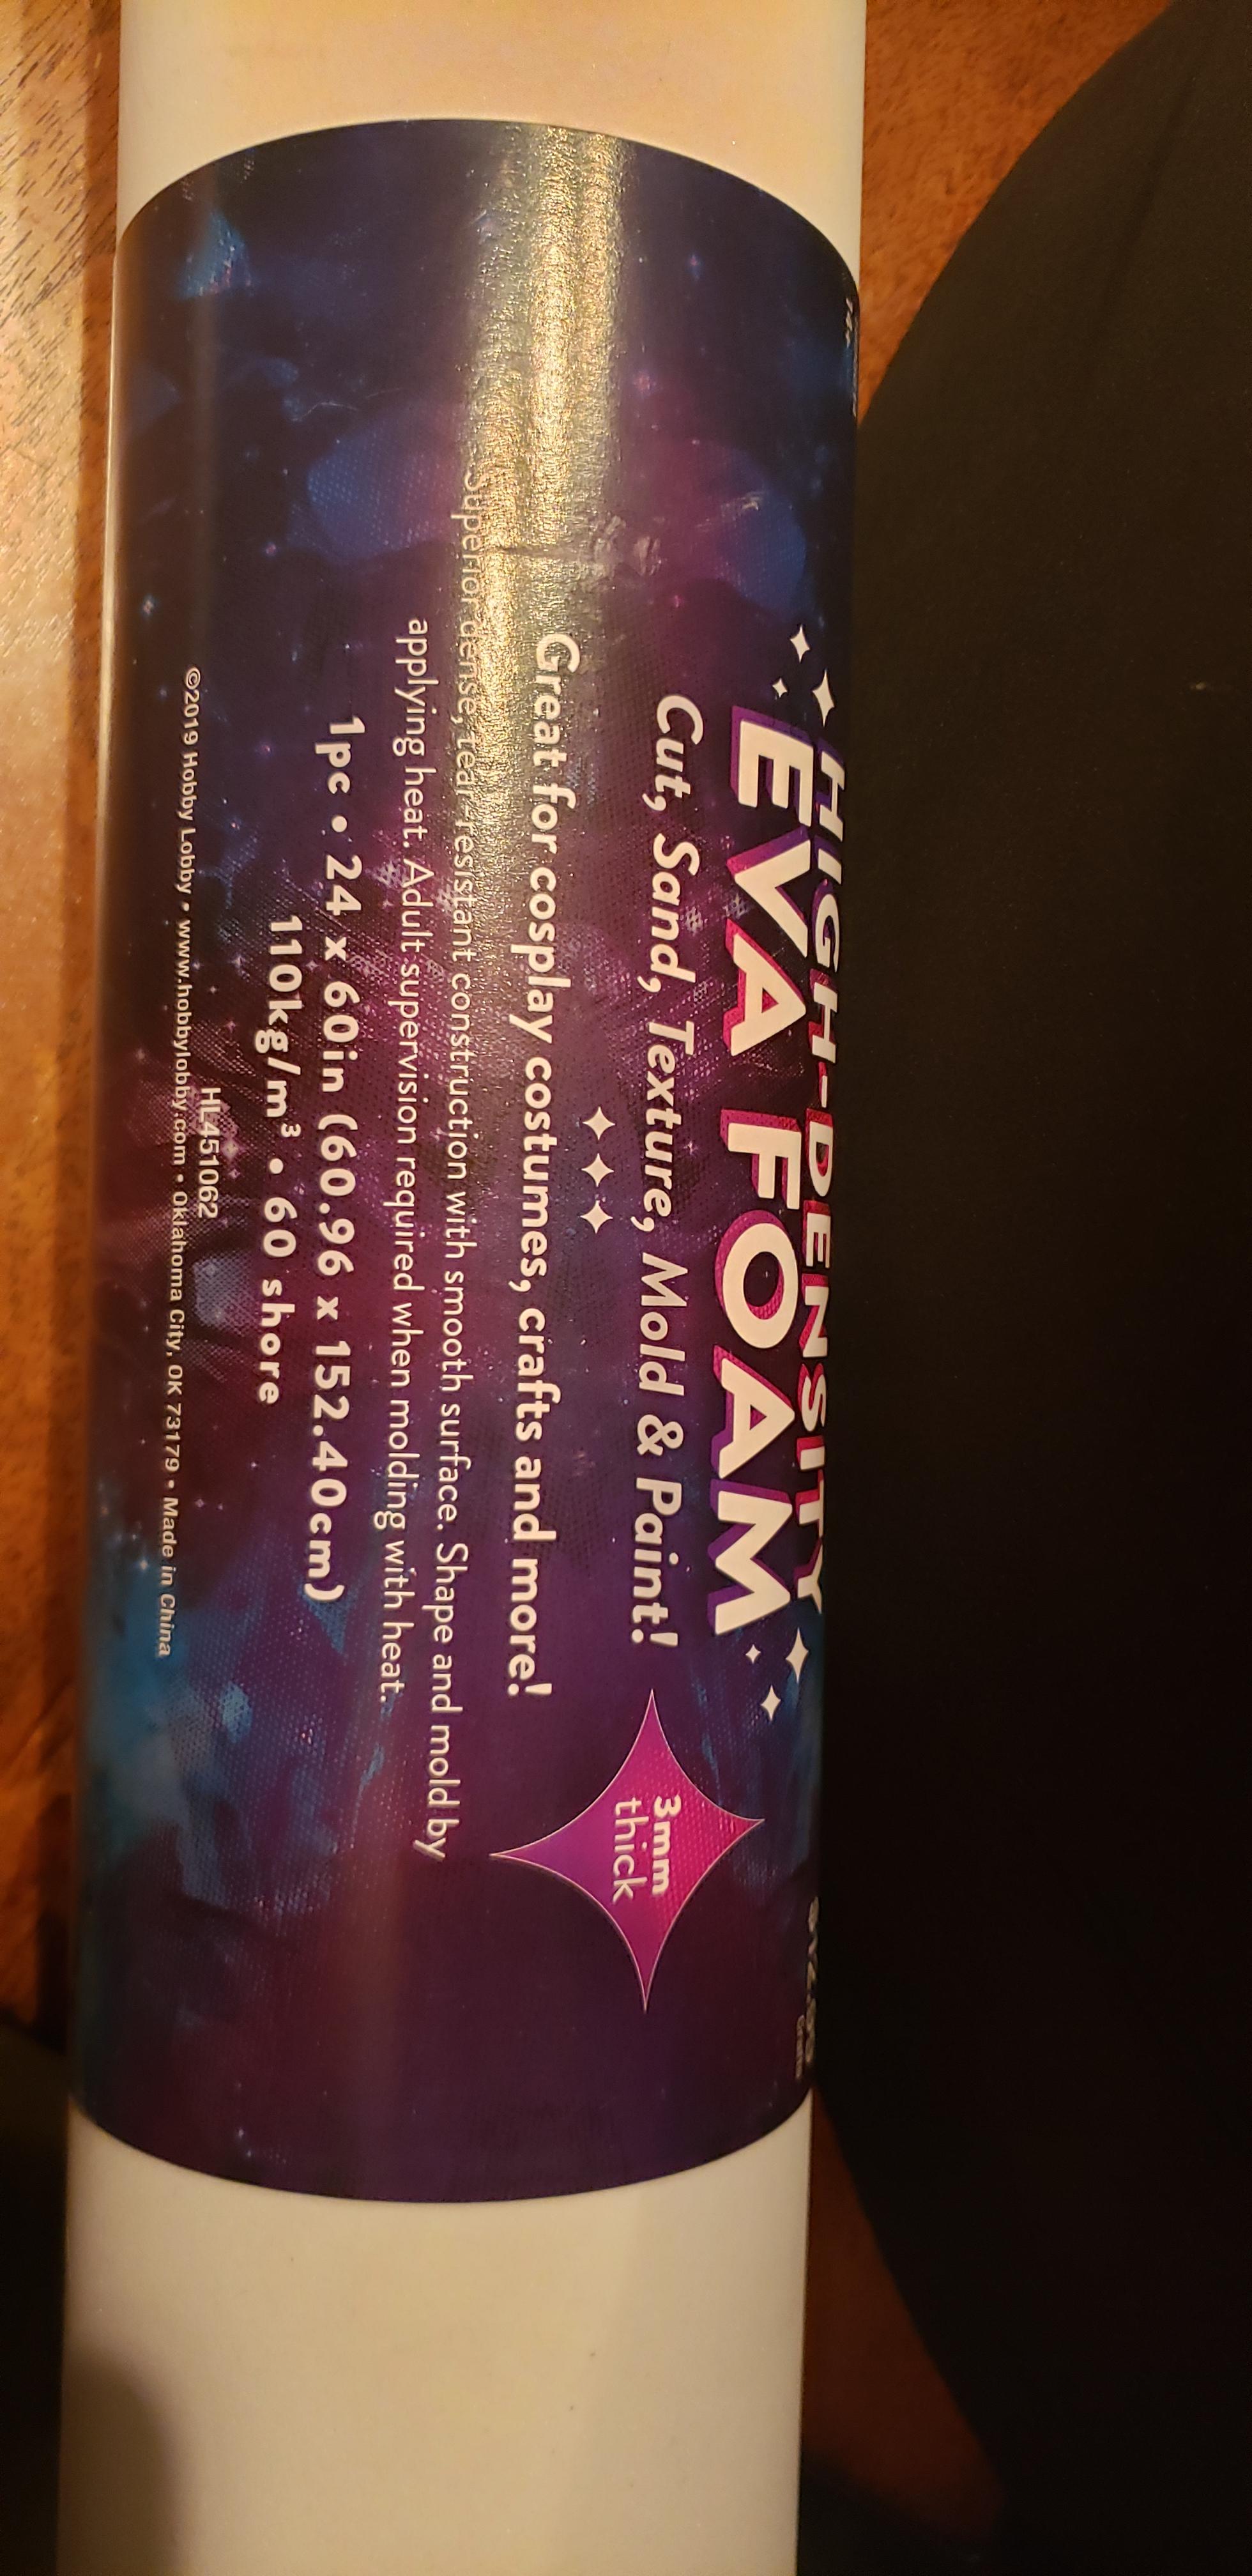 HIGH-DENSITY
EVA FOAM
Cut, Sand, Texture, Mold & Paint!
3mm
thick
Great for cosplay costumes, crafts and more!
Superior dense, tear-resistant construction with smooth surface. Shape and mold by
applying heat. Adult supervision required when molding with heat.
1pc • 24 x 60in (60.96 x 152.40cm)
110kg/m³ • 60 shore
HL451062
©2019 Hobby Lobby • www.hobbylobby.com • Oklahoma City, OK 73179 • Made in China